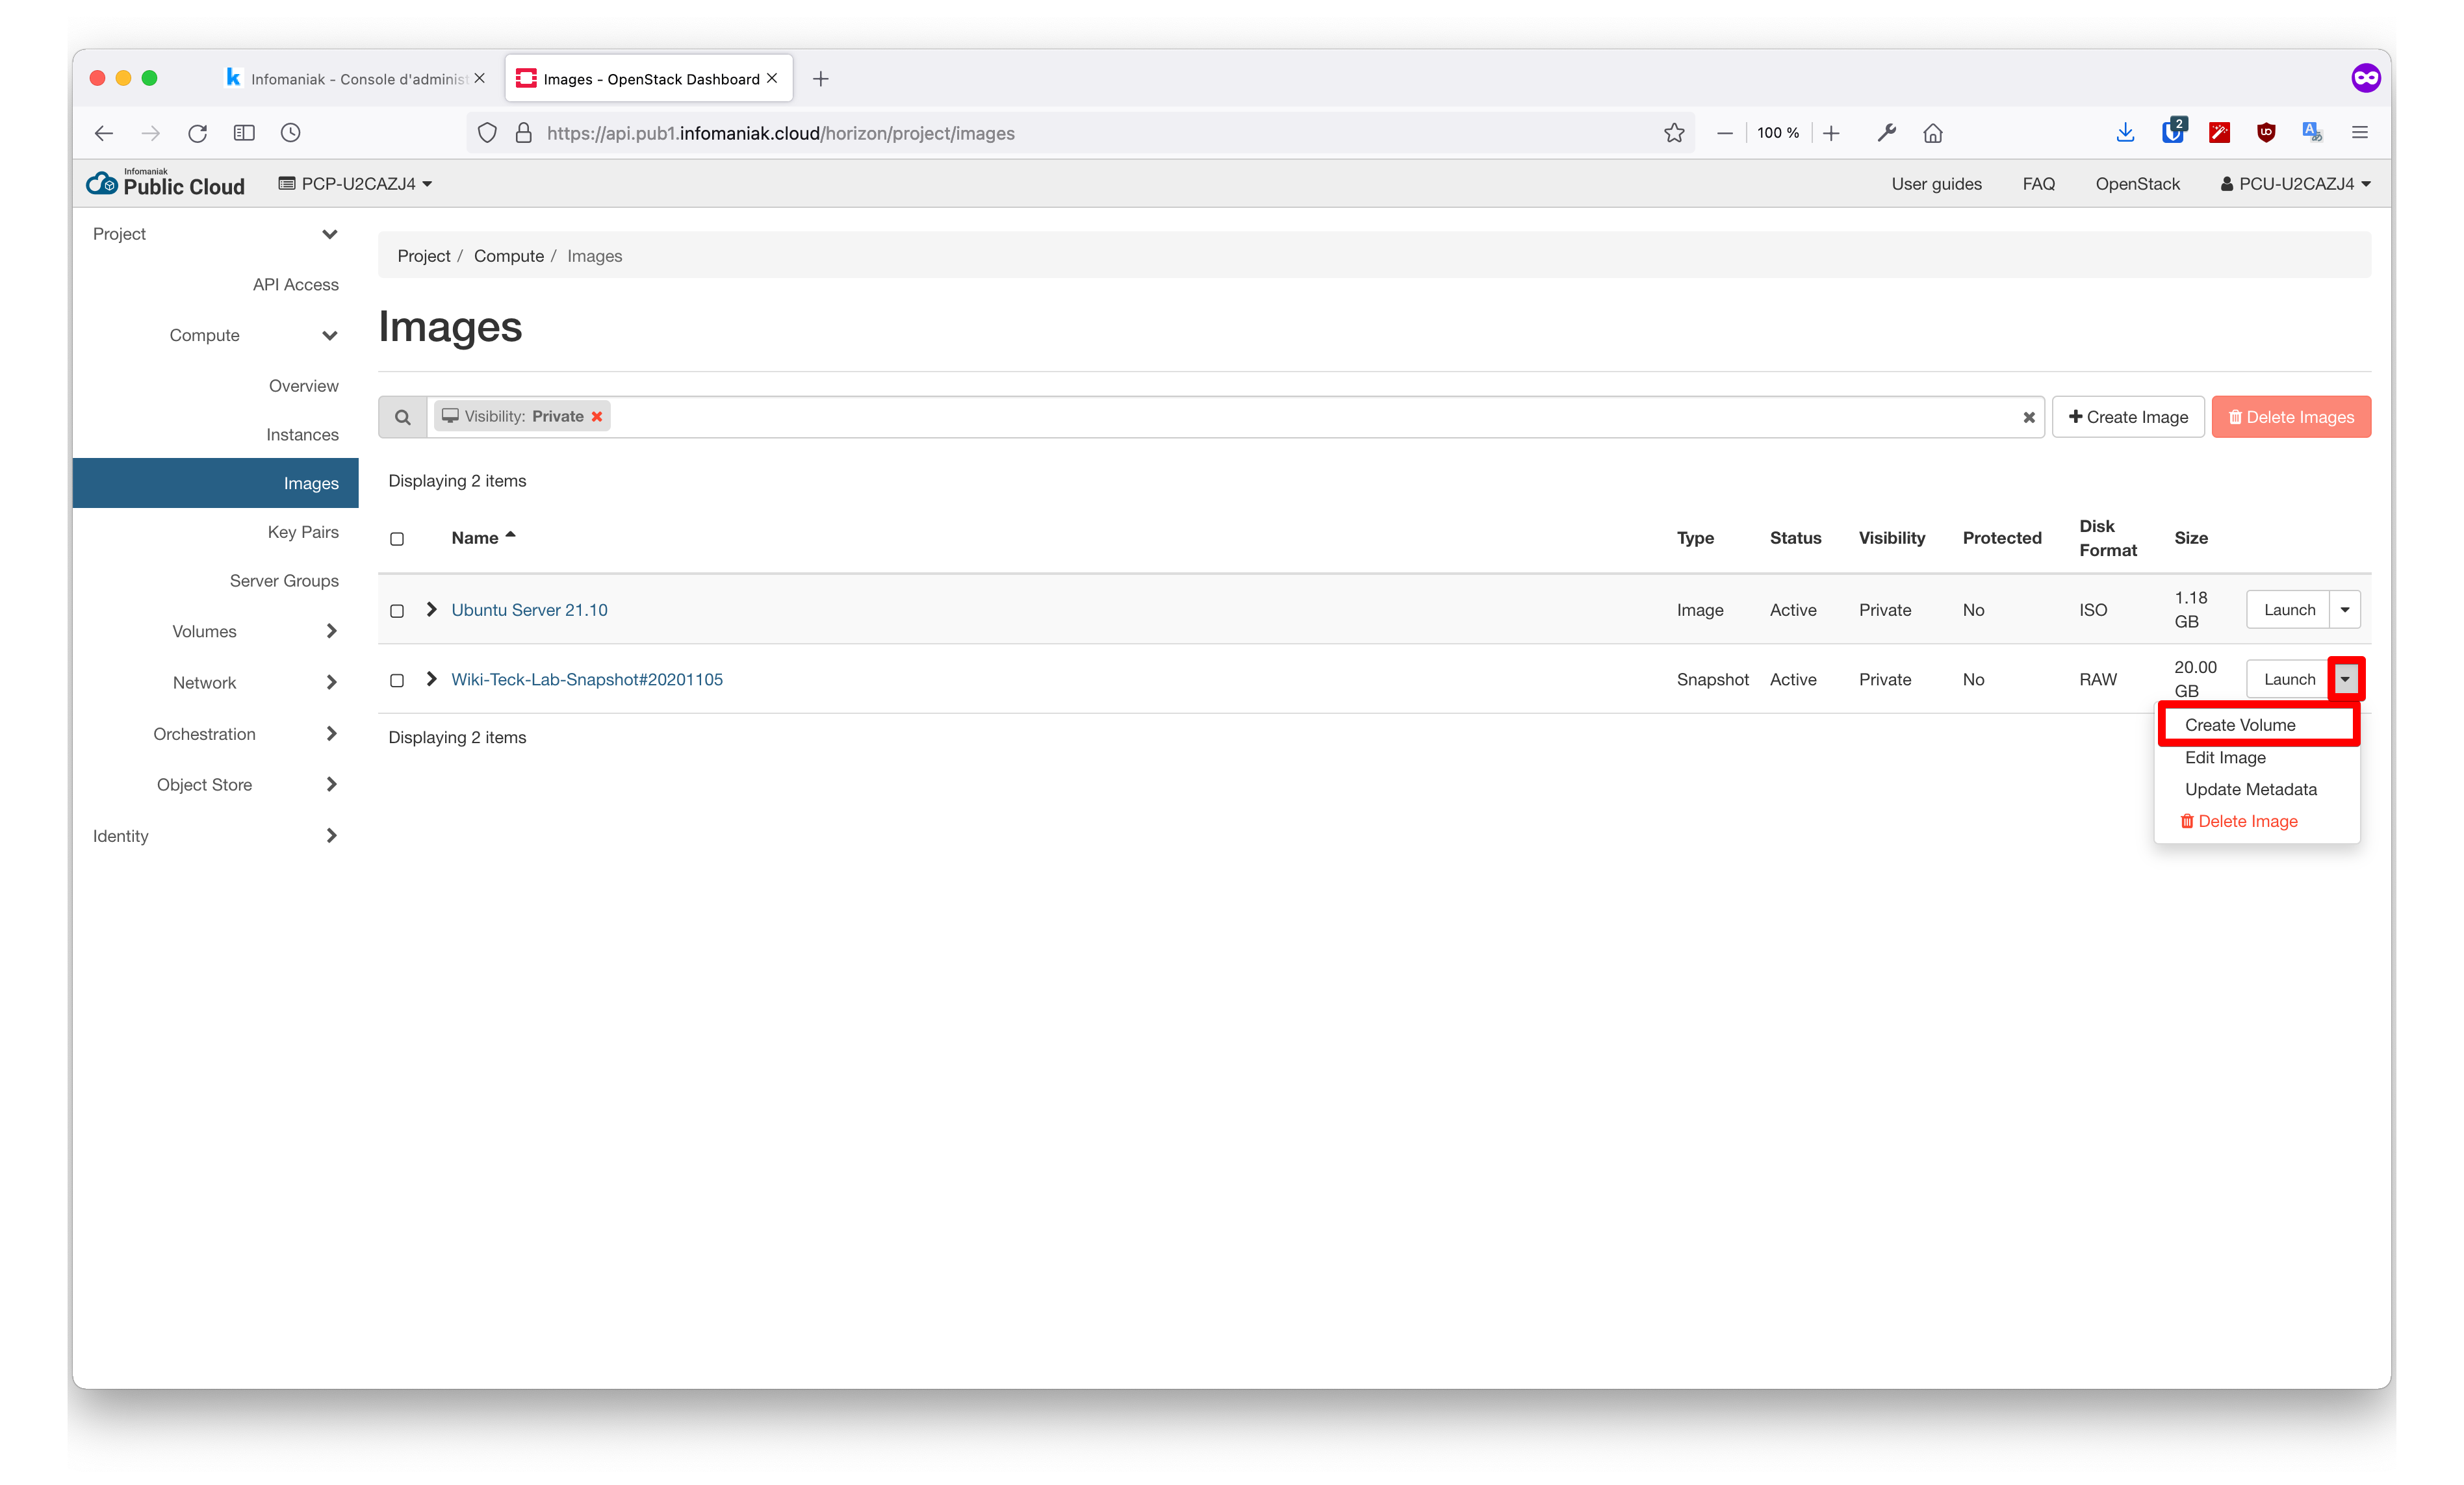 Infomaniak - Console d'administ
Images - OpenStack Dashboard
https://api.pub1.infomaniak.cloud/horizon/project/images
100 %
2
Infomaniak
Public Cloud
PCP-U2CAZJ4
User guides
FAQ
OpenStack
PCU-U2CAZJ4
Project
API Access
Compute
Overview
Instances
Images
Key Pairs
Server Groups
Volumes
Network
Orchestration
Object Store
Identity
Project / Compute / Images
Images
Visibility: Private
Create Image
Delete Images
Displaying 2 items
Name Type Status Visibility Protected Disk Format Size
Ubuntu Server 21.10 Image Active Private No ISO 1.18 GB Launch
Wiki-Teck-Lab-Snapshot#20201105 Snapshot Active Private No RAW 20.00 GB Launch
Displaying 2 items
Create Volume
Edit Image
Update Metadata
Delete Image